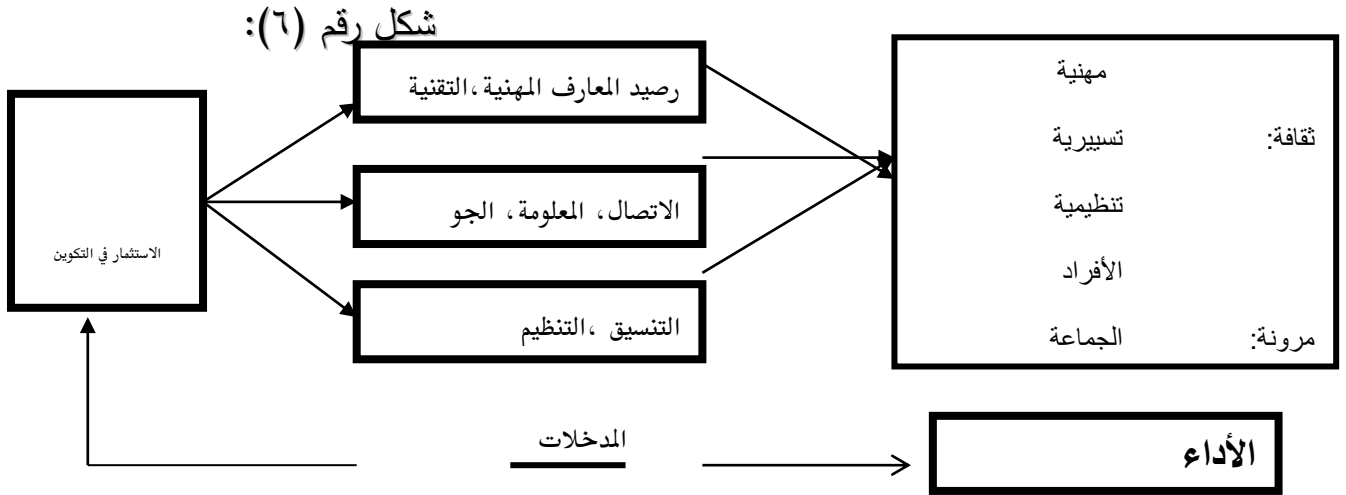 شكل رقم (٦):
مهنية
ثقافة: تسييرية
تنظيمية
الأفراد
مرونة: الجماعة
رصيد المعارف المهنية،التقنية
الاتصال، المعلومة، الجو
التنسيق ،التنظيم
الاستثمار في التكوين
المدخلات
الأداء